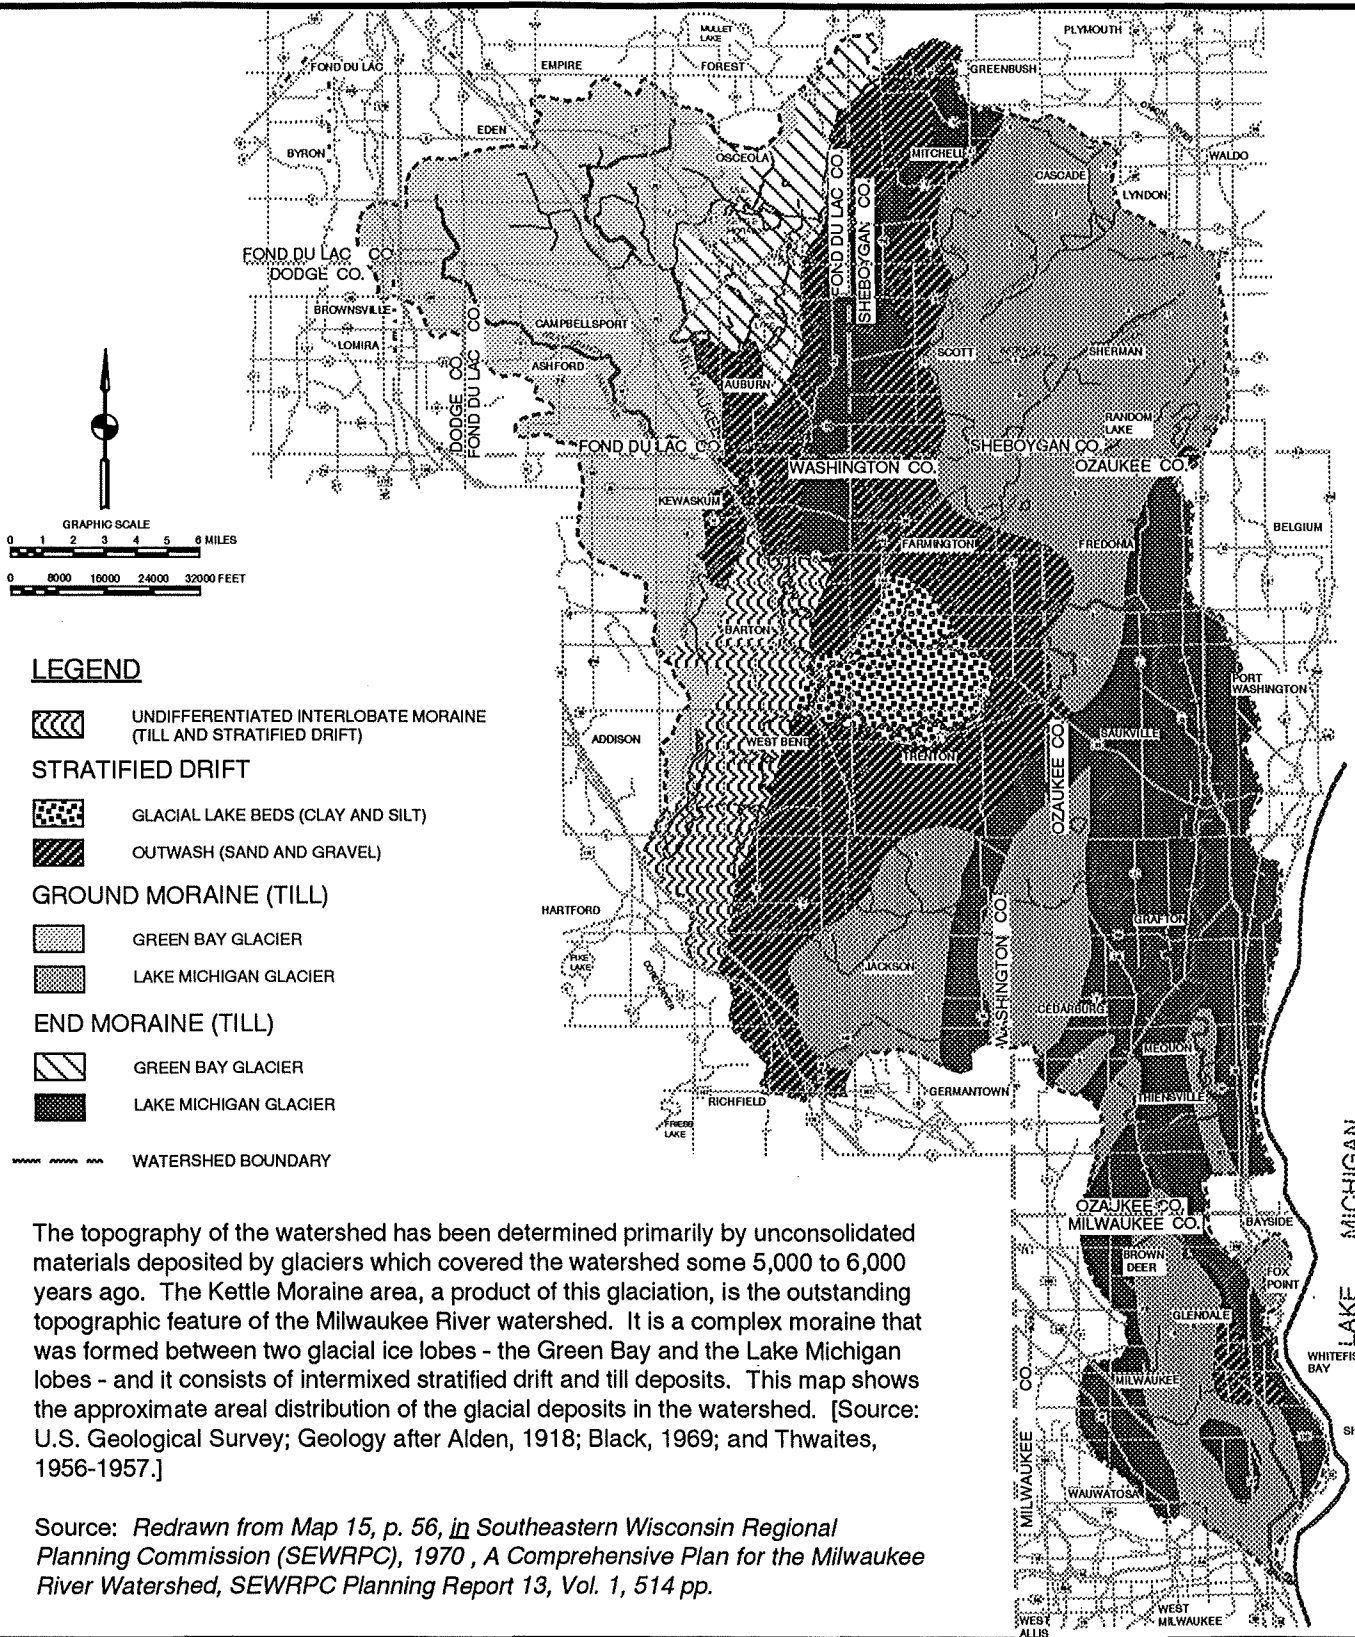 MULLET
LAKE
PLYMOUTH
FOND DU LAC
EMPIRE
FOREST
GREENBUSH
EDEN
BYRON
OSCEOLA
MITCHELL
WALDO
CASCADE
LYNDON
FOND DU LAC CO.
SHEBOYGAN CO.
FOND DU LAC CO.
DODGE CO.
BROWNSVILLE
LOMIRA
CAMPBELLSPORT
ASHFORD
DODGE CO.
FOND DU LAC CO.
SCOTT
SHERMAN
AUBURN
MILWAUKEE
RANDOM
LAKE
FOND DU LAC CO.
SHEBOYGAN CO.
WASHINGTON CO.
OZAUKEE CO.
KEWASKUM
BELGIUM
FARMINGTON
FREDONIA
GRAPHIC SCALE
0 1 2 3 4 5 6 MILES
0 8000 16000 24000 32000 FEET
BARTON
PORT
WASHINGTON
ADDISON
WEST BEND
TRENTON
SAUKVILLE
OZAUKEE CO.
HARTFORD
GRAFTON
PIKE
LAKE
JACKSON
WASHINGTON CO.
CEDARBURG
MEQUON
THIENSVILLE
GERMANTOWN
RICHFIELD
FRIESS
LAKE
LEGEND
UNDIFFERENTIATED INTERLOBATE MORAINE
(TILL AND STRATIFIED DRIFT)
STRATIFIED DRIFT
GLACIAL LAKE BEDS (CLAY AND SILT)
OUTWASH (SAND AND GRAVEL)
GROUND MORAINE (TILL)
GREEN BAY GLACIER
LAKE MICHIGAN GLACIER
END MORAINE (TILL)
GREEN BAY GLACIER
LAKE MICHIGAN GLACIER
WATERSHED BOUNDARY
OZAUKEE CO.
MILWAUKEE CO.
BAYSIDE
BROWN
DEER
FOX
POINT
GLENDALE
LAKE MICHIGAN
WHITEFIS
BAY
MILWAUKEE
SH
WAUWATOSA
MILWAUKEE CO.
WEST
ALLIS
WEST
MILWAUKEE
The topography of the watershed has been determined primarily by unconsolidated
materials deposited by glaciers which covered the watershed some 5,000 to 6,000
years ago. The Kettle Moraine area, a product of this glaciation, is the outstanding
topographic feature of the Milwaukee River watershed. It is a complex moraine that
was formed between two glacial ice lobes - the Green Bay and the Lake Michigan
lobes - and it consists of intermixed stratified drift and till deposits. This map shows
the approximate areal distribution of the glacial deposits in the watershed. [Source:
U.S. Geological Survey; Geology after Alden, 1918; Black, 1969; and Thwaites,
1956-1957.]
Source: Redrawn from Map 15, p. 56, in Southeastern Wisconsin Regional
Planning Commission (SEWRPC), 1970 , A Comprehensive Plan for the Milwaukee
River Watershed, SEWRPC Planning Report 13, Vol. 1, 514 pp.